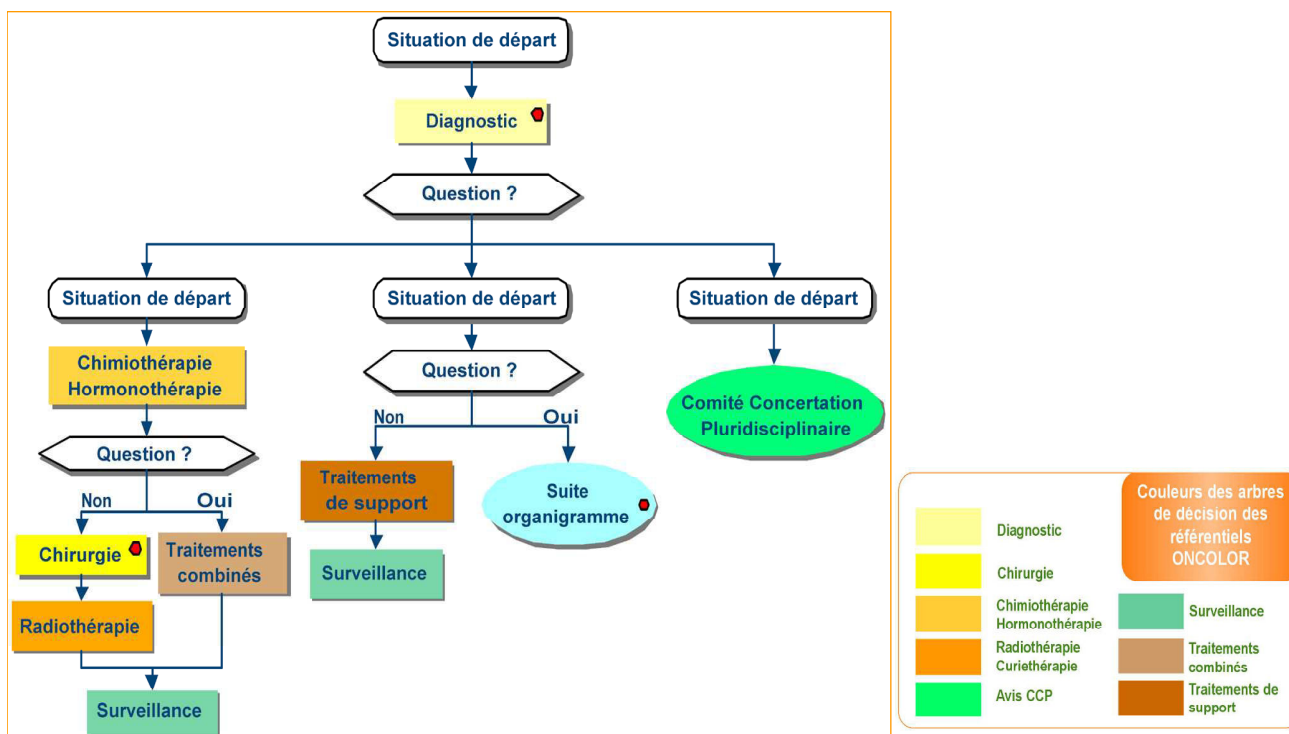 Situation de départ
Diagnostic
Question ?
Situation de départ
Situation de départ
Situation de départ
Chimiothérapie
Hormonothérapie
Question ?
Comité Concertation
Pluridisciplinaire
Non
Oui
Question ?
Traitements
de support
Suite
organigramme
Non
Oui
Chirurgie
Traitements
combinés
Surveillance
Radiothérapie
Surveillance
Couleurs des arbres
de décision des
référentiels
ONCOLOR
Diagnostic
Chirurgie
Chimiothérapie
Hormonothérapie
Radiothérapie
Curiethérapie
Avis CCP
Surveillance
Traitements
combinés
Traitements de
support